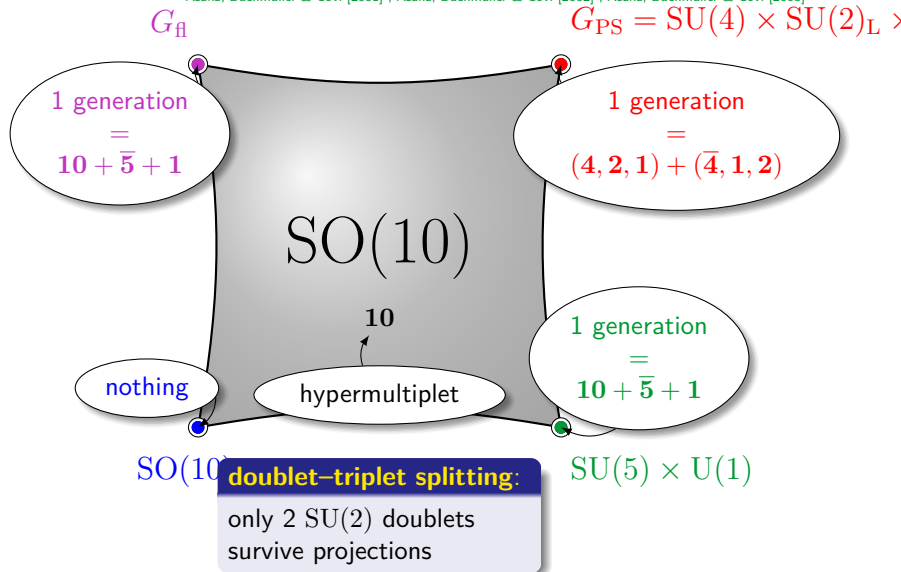 G_fl
G_PS = SU(4) × SU(2)_L ×
1 generation
=
10 + 5̅ + 1
1 generation
=
(4, 2, 1) + (4̅, 1, 2)
SO(10)
10
1 generation
=
10 + 5̅ + 1
nothing
hypermultiplet
SO(10)
SU(5) × U(1)
doublet–triplet splitting:
only 2 SU(2) doublets
survive projections